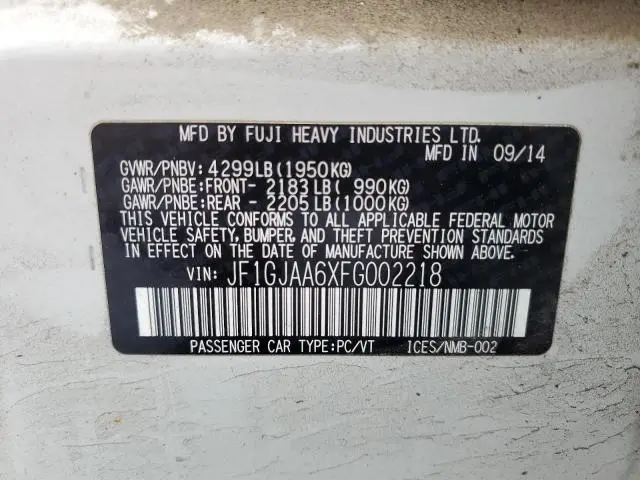 MFD BY FUJI HEAVY INDUSTRIES LTD.
MFD IN 09/14
GVWR/PNBV: 4299LB(1950KG)
GAWR/PNBE:FRONT- 2183LB( 990KG)
GAWR/PNBE:REAR - 2205LB(1000KG)
THIS VEHICLE CONFORMS TO ALL APPLICABLE FEDERAL MOTOR
VEHICLE SAFETY, BUMPER, AND THEFT PREVENTION STANDARDS
IN EFFECT ON THE DATE OF MANUFACTURE SHOWN ABOVE.
VIN: JF1GJAA6XFG002218
PASSENGER CAR TYPE:PC/VT ICES/NMB-002